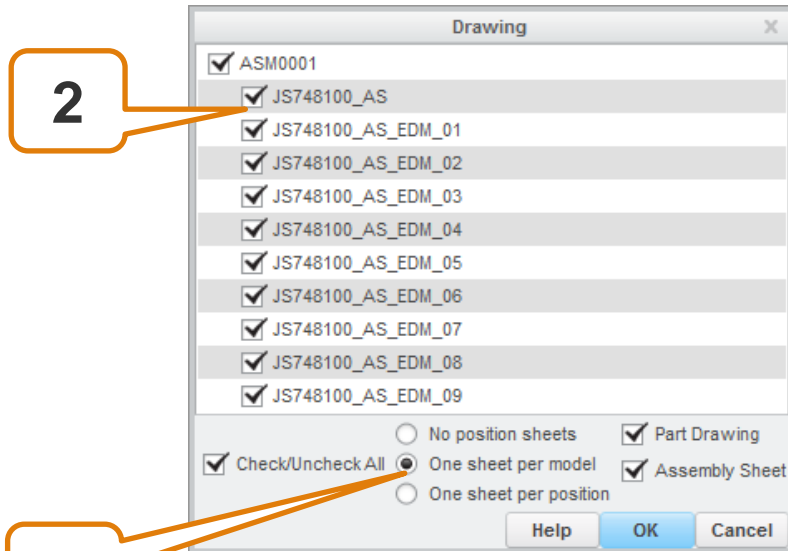 Drawing
2
ASM0001
JS748100_AS
JS748100_AS_EDM_01
JS748100_AS_EDM_02
JS748100_AS_EDM_03
JS748100_AS_EDM_04
JS748100_AS_EDM_05
JS748100_AS_EDM_06
JS748100_AS_EDM_07
JS748100_AS_EDM_08
JS748100_AS_EDM_09
No position sheets
Part Drawing
Check/Uncheck All
One sheet per model
Assembly Sheet
One sheet per position
Help
OK
Cancel